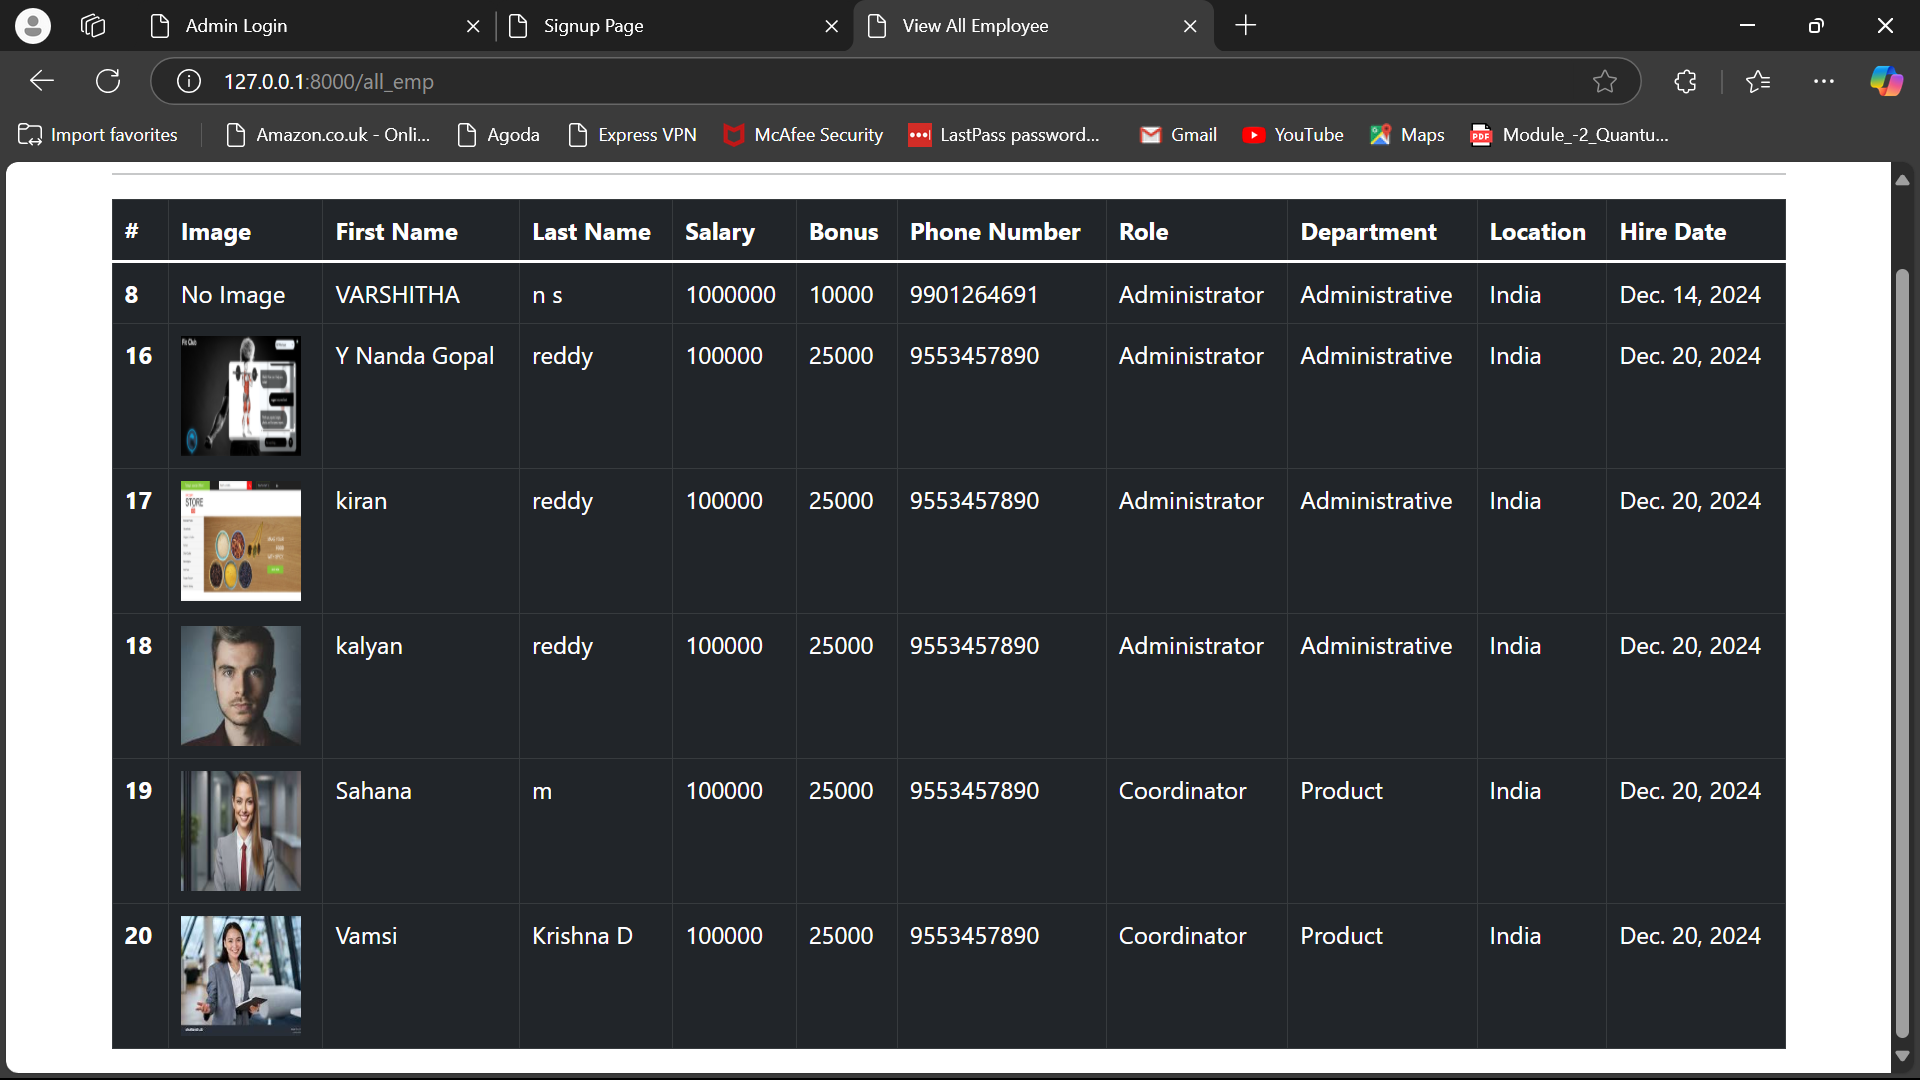 Admin Login
Signup Page
View All Employee
127.0.0.1:8000/all_emp
Import favorites
Amazon.co.uk - Onli...
Agoda
Express VPN
McAfee Security
LastPass password...
Gmail
YouTube
Maps
PDF
Module_-2_Quantu...
# Image First Name Last Name Salary Bonus Phone Number Role Department Location Hire Date
8 No Image VARSHITHA n s 1000000 10000 9901264691 Administrator Administrative India Dec. 14, 2024
16 Y Nanda Gopal reddy 100000 25000 9553457890 Administrator Administrative India Dec. 20, 2024
Fit Club
17 kiran reddy 100000 25000 9553457890 Administrator Administrative India Dec. 20, 2024
STORE
18 kalyan reddy 100000 25000 9553457890 Administrator Administrative India Dec. 20, 2024
19 Sahana m 100000 25000 9553457890 Coordinator Product India Dec. 20, 2024
20 Vamsi Krishna D 100000 25000 9553457890 Coordinator Product India Dec. 20, 2024